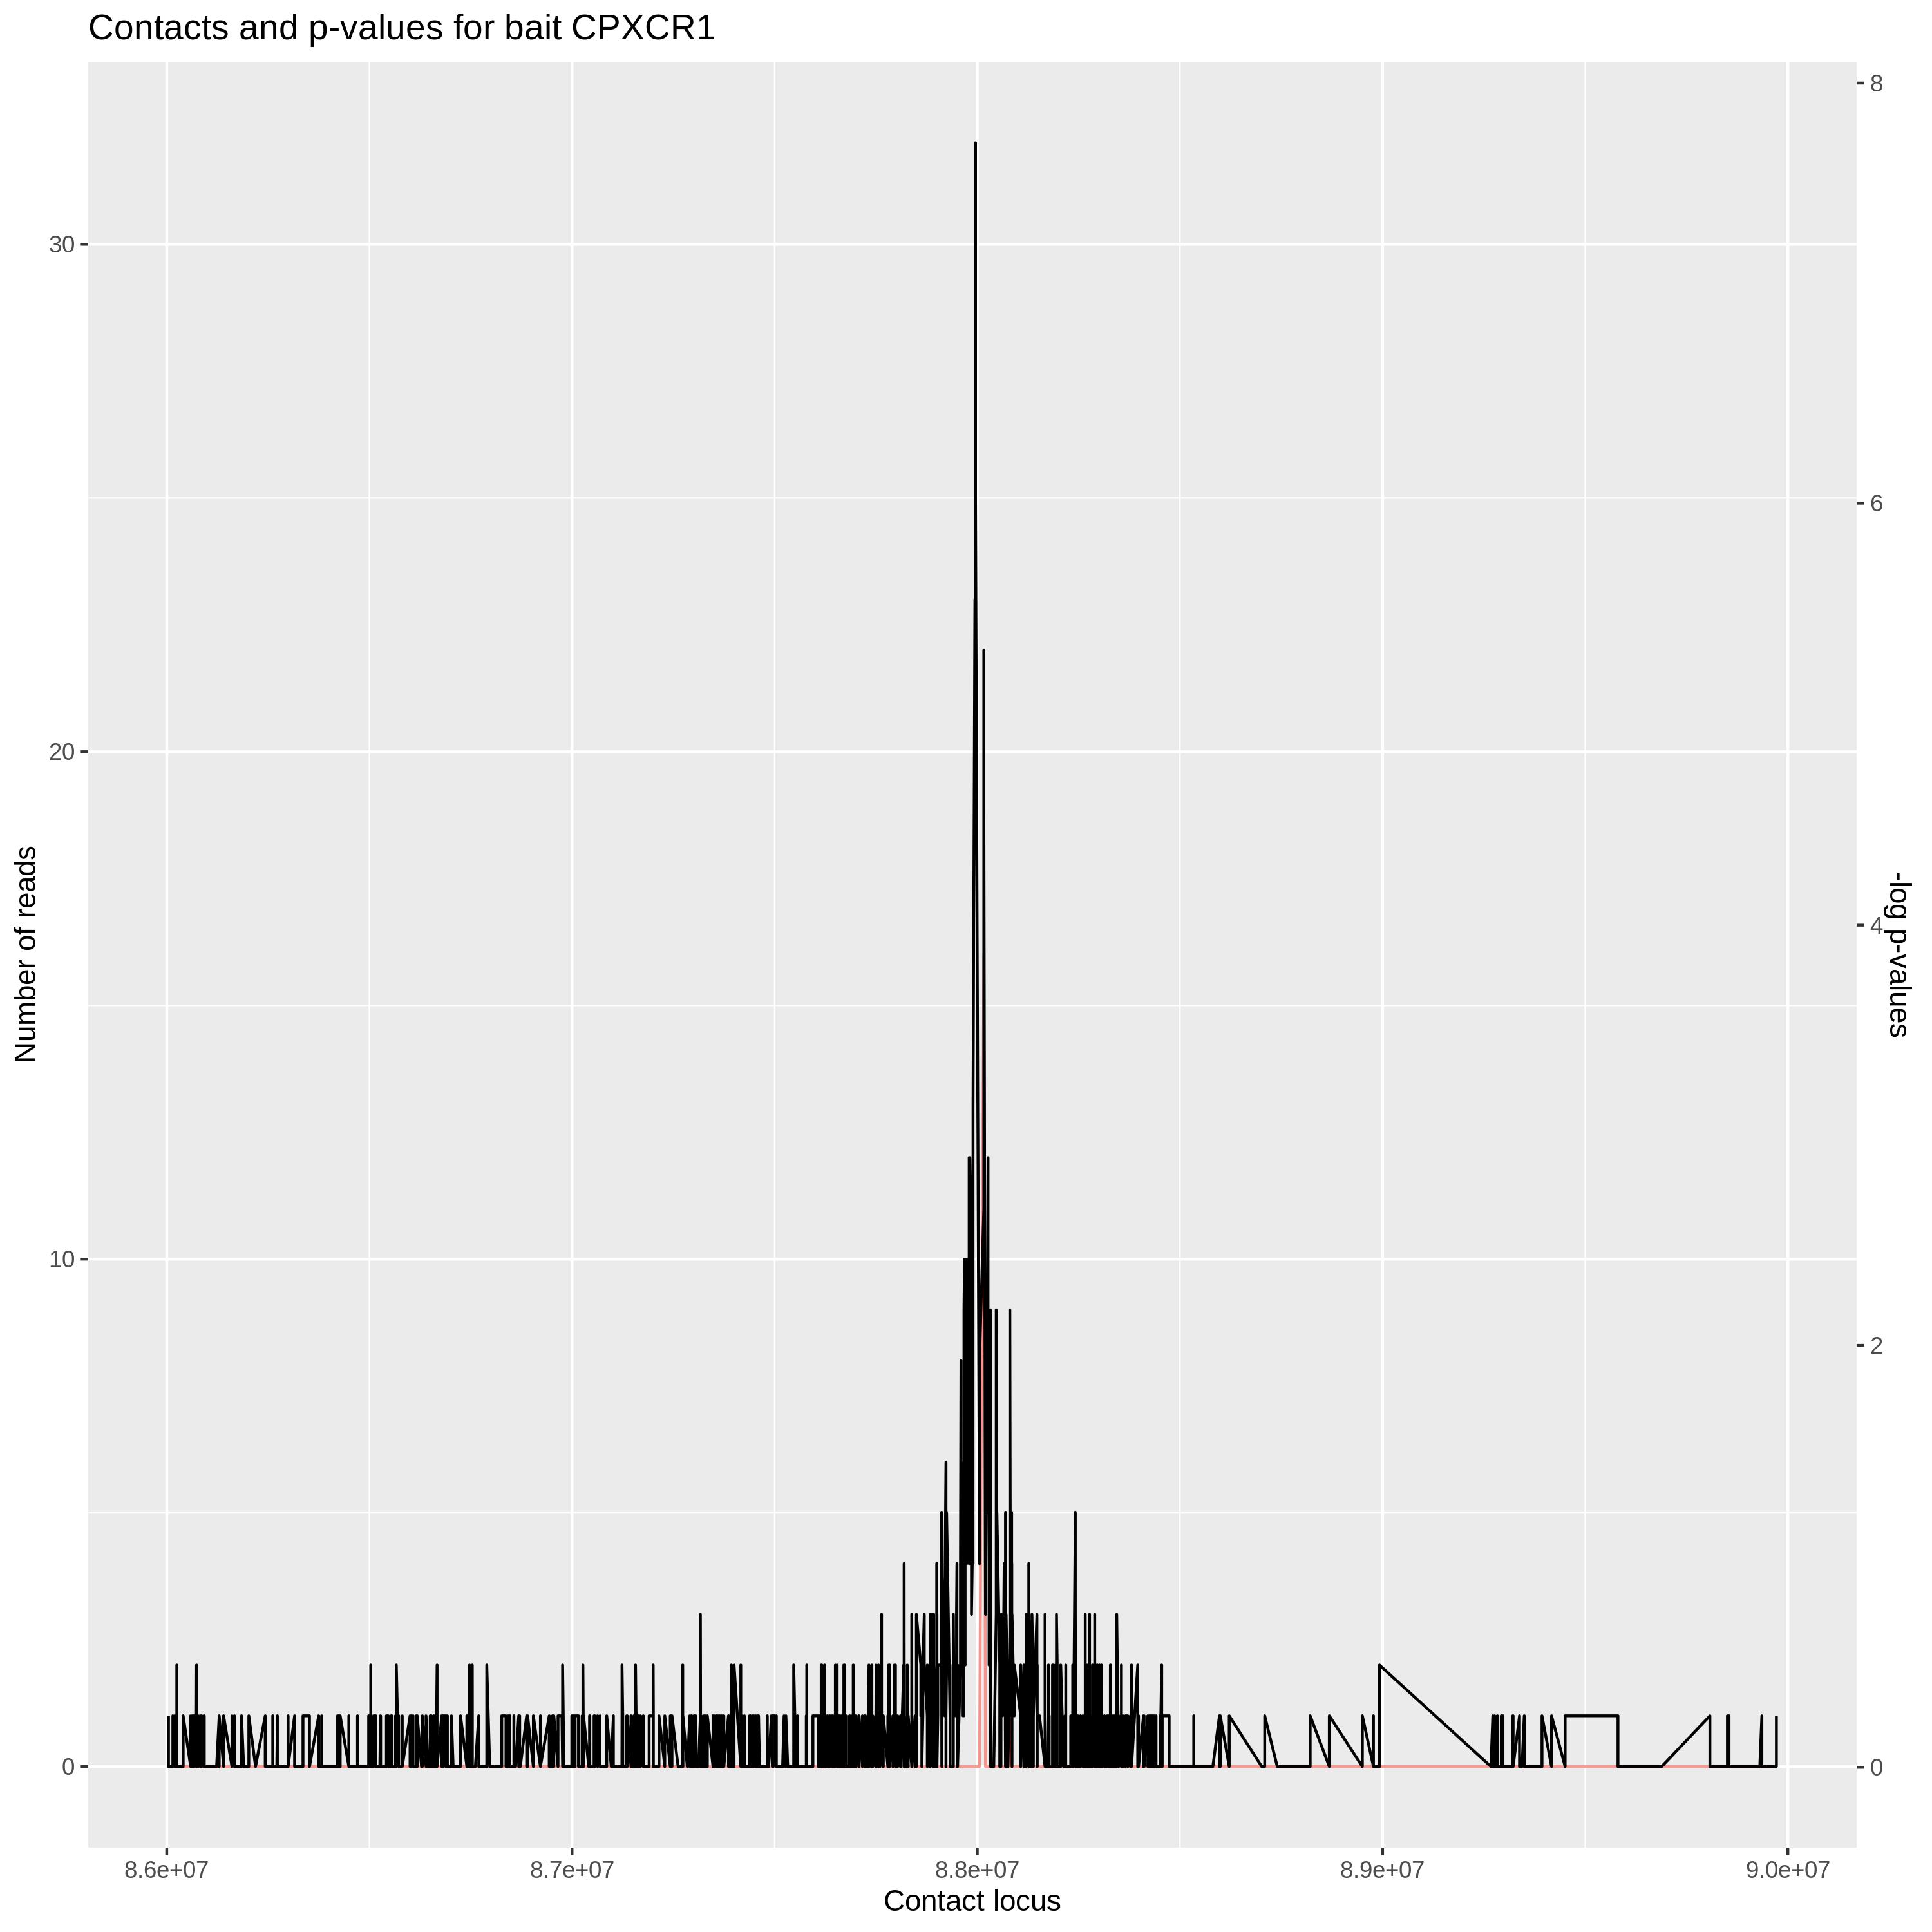 Contacts and p-values for bait CPXCR1
30
20
10
0
Number of reads
8
6
4
2
0
-log p-values
8.6e+07
8.7e+07
8.8e+07
8.9e+07
9.0e+07
Contact locus